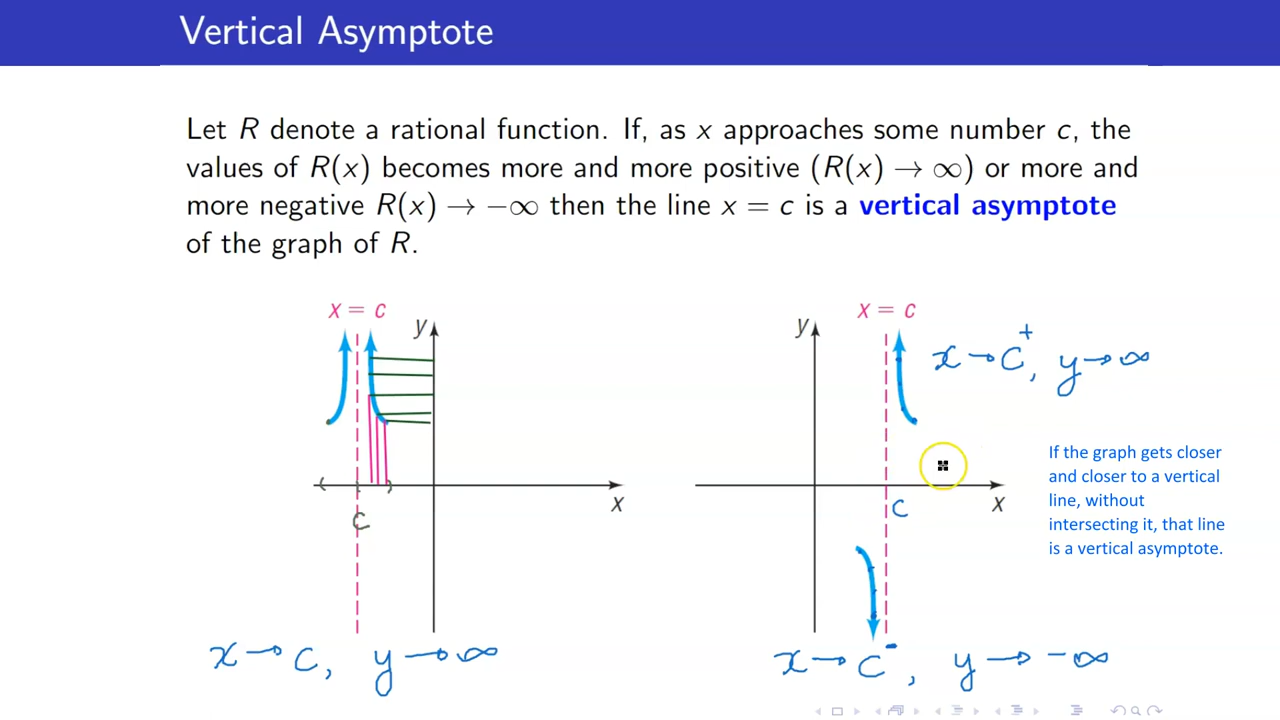 Vertical Asymptote
Let R denote a rational function. If, as x approaches some number c, the
values of R(x) becomes more and more positive (R(x) → ∞) or more and
more negative R(x) → −∞ then the line x = c is a vertical asymptote
of the graph of R.
x = c
y
x
c
x → c, y → ∞
x = c
y
x → c⁺, y → ∞
x
c
x → c⁻, y → −∞
If the graph gets closer
and closer to a vertical
line, without
intersecting it, that line
is a vertical asymptote.